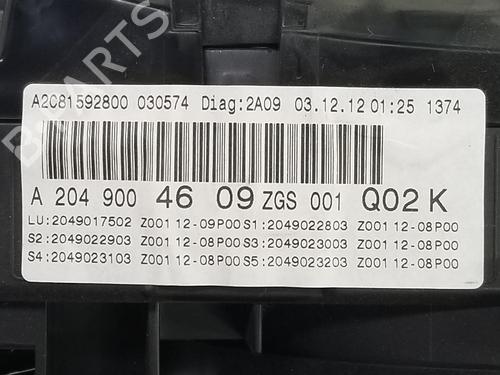 A2C81592800 030574 Diag:2A09 03.12.12 01:25 1374
A 204 900 46 09 ZGS 001 Q02 K
LU:2049017502 Z001 12-09P00 S1:2049022803 Z001 12-08P00
S2:2049022903 Z001 12-08P00 S3:2049023003 Z001 12-08P00
S4:2049023103 Z001 12-08P00 S5:2049023203 Z001 12-08P00